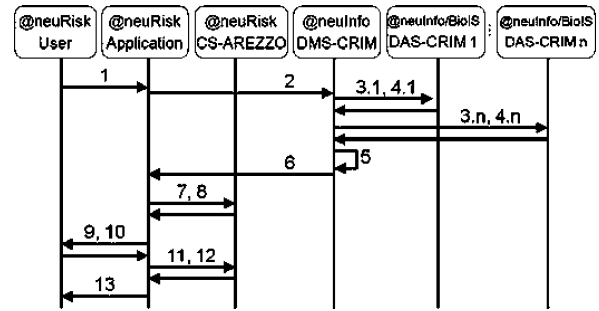 @neuRisk
User
@neuRisk
Application
@neuRisk
CS-AREZZO
@neuInfo
DMS-CRIM
@neuInfo/BioIS
DAS-CRIM 1
@neuInfo/BioIS
DAS-CRIM n
1
2
3.1, 4.1
3.n, 4.n
5
6
7, 8
9, 10
11, 12
13